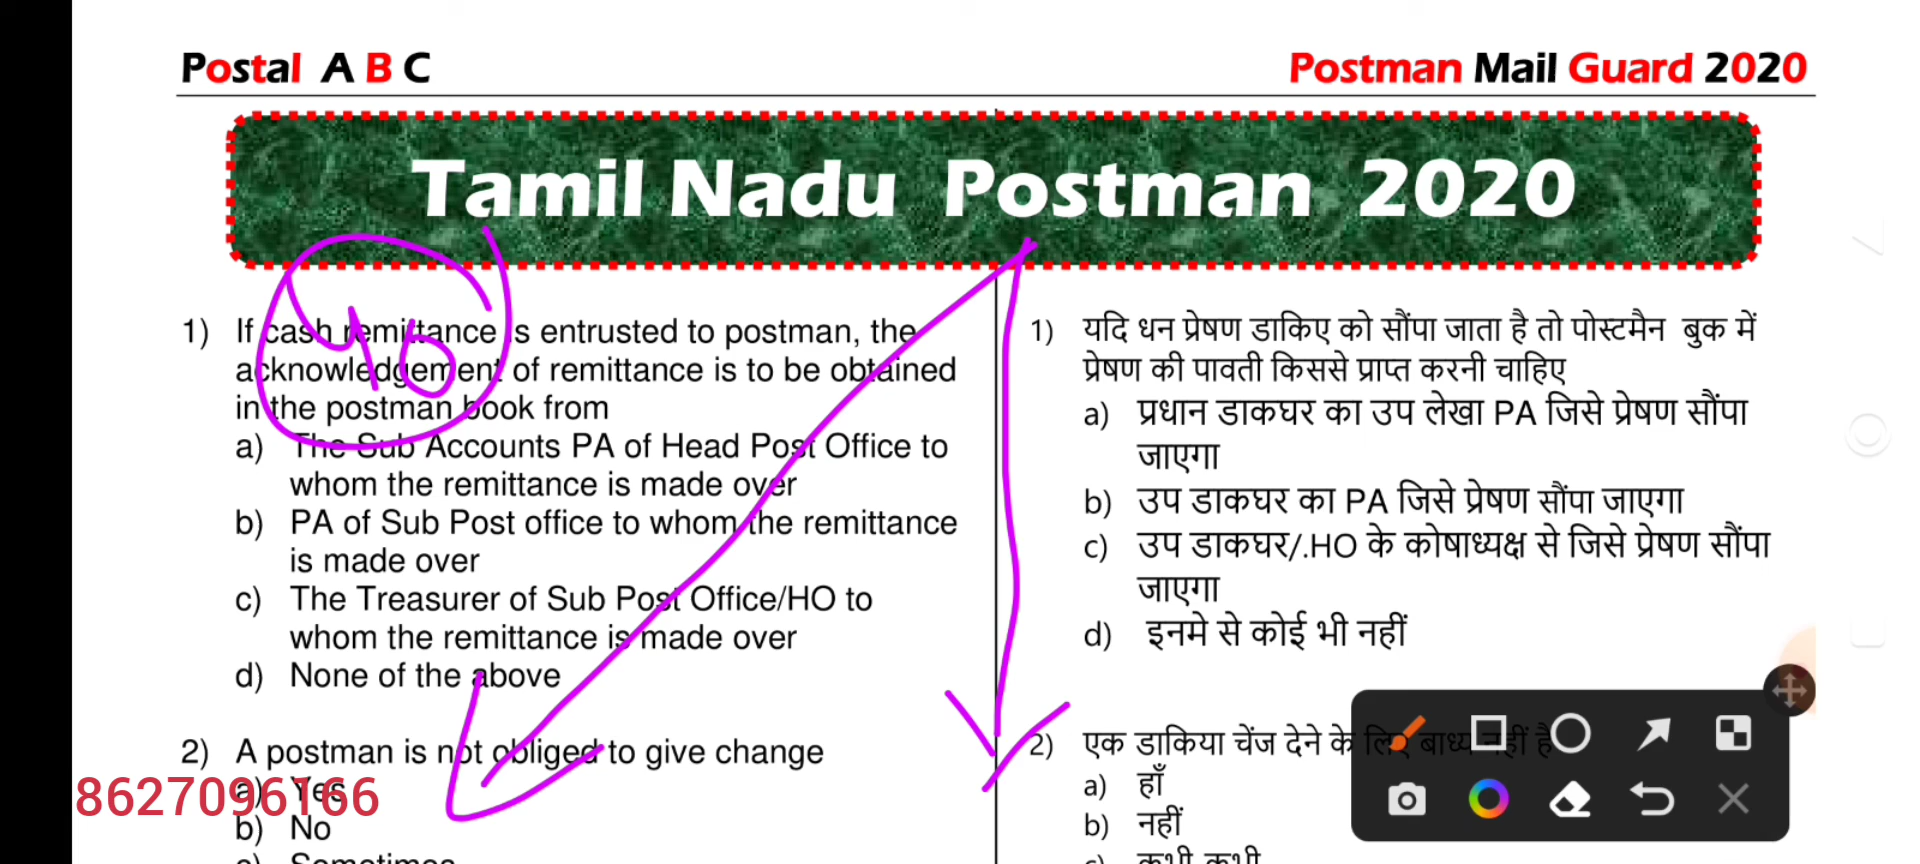 Postal A B C
Postman Mail Guard 2020
Tamil Nadu Postman 2020
1) If cash remittance is entrusted to postman, the
acknowledgement of remittance is to be obtained
in the postman book from
a) The Sub Accounts PA of Head Post Office to
whom the remittance is made over
b) PA of Sub Post office to whom the remittance
is made over
c) The Treasurer of Sub Post Office/HO to
whom the remittance is made over
d) None of the above
2) A postman is not obliged to give change
a) Yes
b) No
c) Sometimes
8627096166
1) यदि धन प्रेषण डाकिए को सौंपा जाता है तो पोस्टमैन बुक में
प्रेषण की पावती किससे प्राप्त करनी चाहिए
a) प्रधान डाकघर का उप लेखा PA जिसे प्रेषण सौंपा
जाएगा
b) उप डाकघर का PA जिसे प्रेषण सौंपा जाएगा
c) उप डाकघर/.HO के कोषाध्यक्ष से जिसे प्रेषण सौंपा
जाएगा
d) इनमे से कोई भी नहीं
2) एक डाकिया चेंज देने के लिए बाध्य नहीं है
a) हाँ
b) नहीं
c) कभी कभी